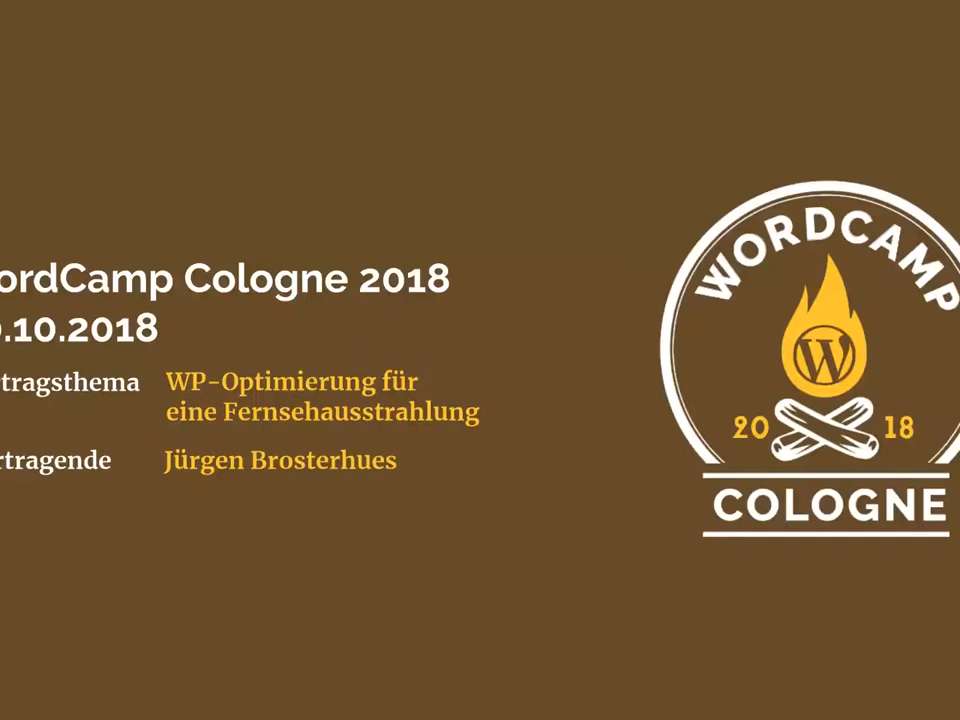 ordCamp Cologne 2018
.10.2018
tragsthema WP-Optimierung für
eine Fernsehausstrahlung
rtragende Jürgen Brosterhues
WORDCAMP
20 18
COLOGNE